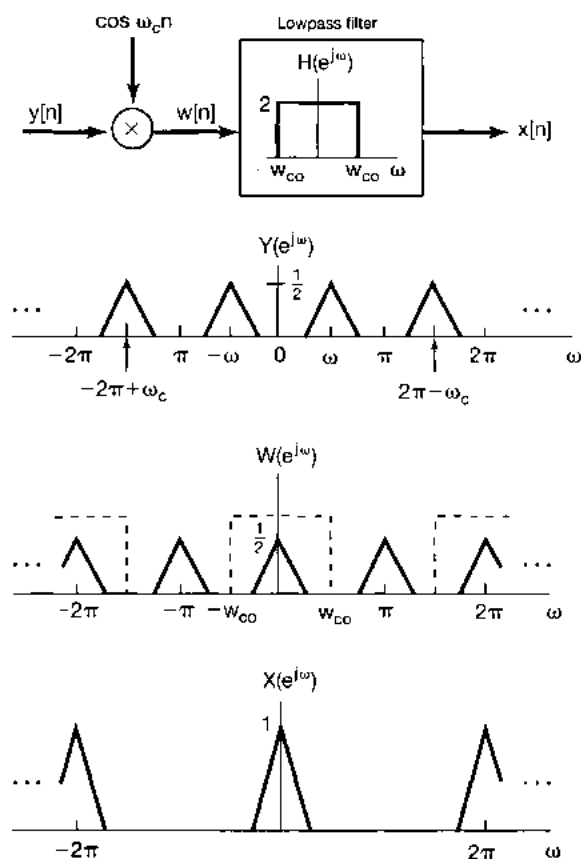 cos ω_c n
Lowpass filter
H(e^jω)
2
y[n] × w[n] x[n]
w_co w_co ω
Y(e^jω)
1/2
... ...
-2π π -ω 0 ω π 2π ω
-2π+ω_c 2π-ω_c
W(e^jω)
1/2
... ...
-2π -π -w_co w_co π 2π ω
X(e^jω)
1
... ...
-2π 2π ω